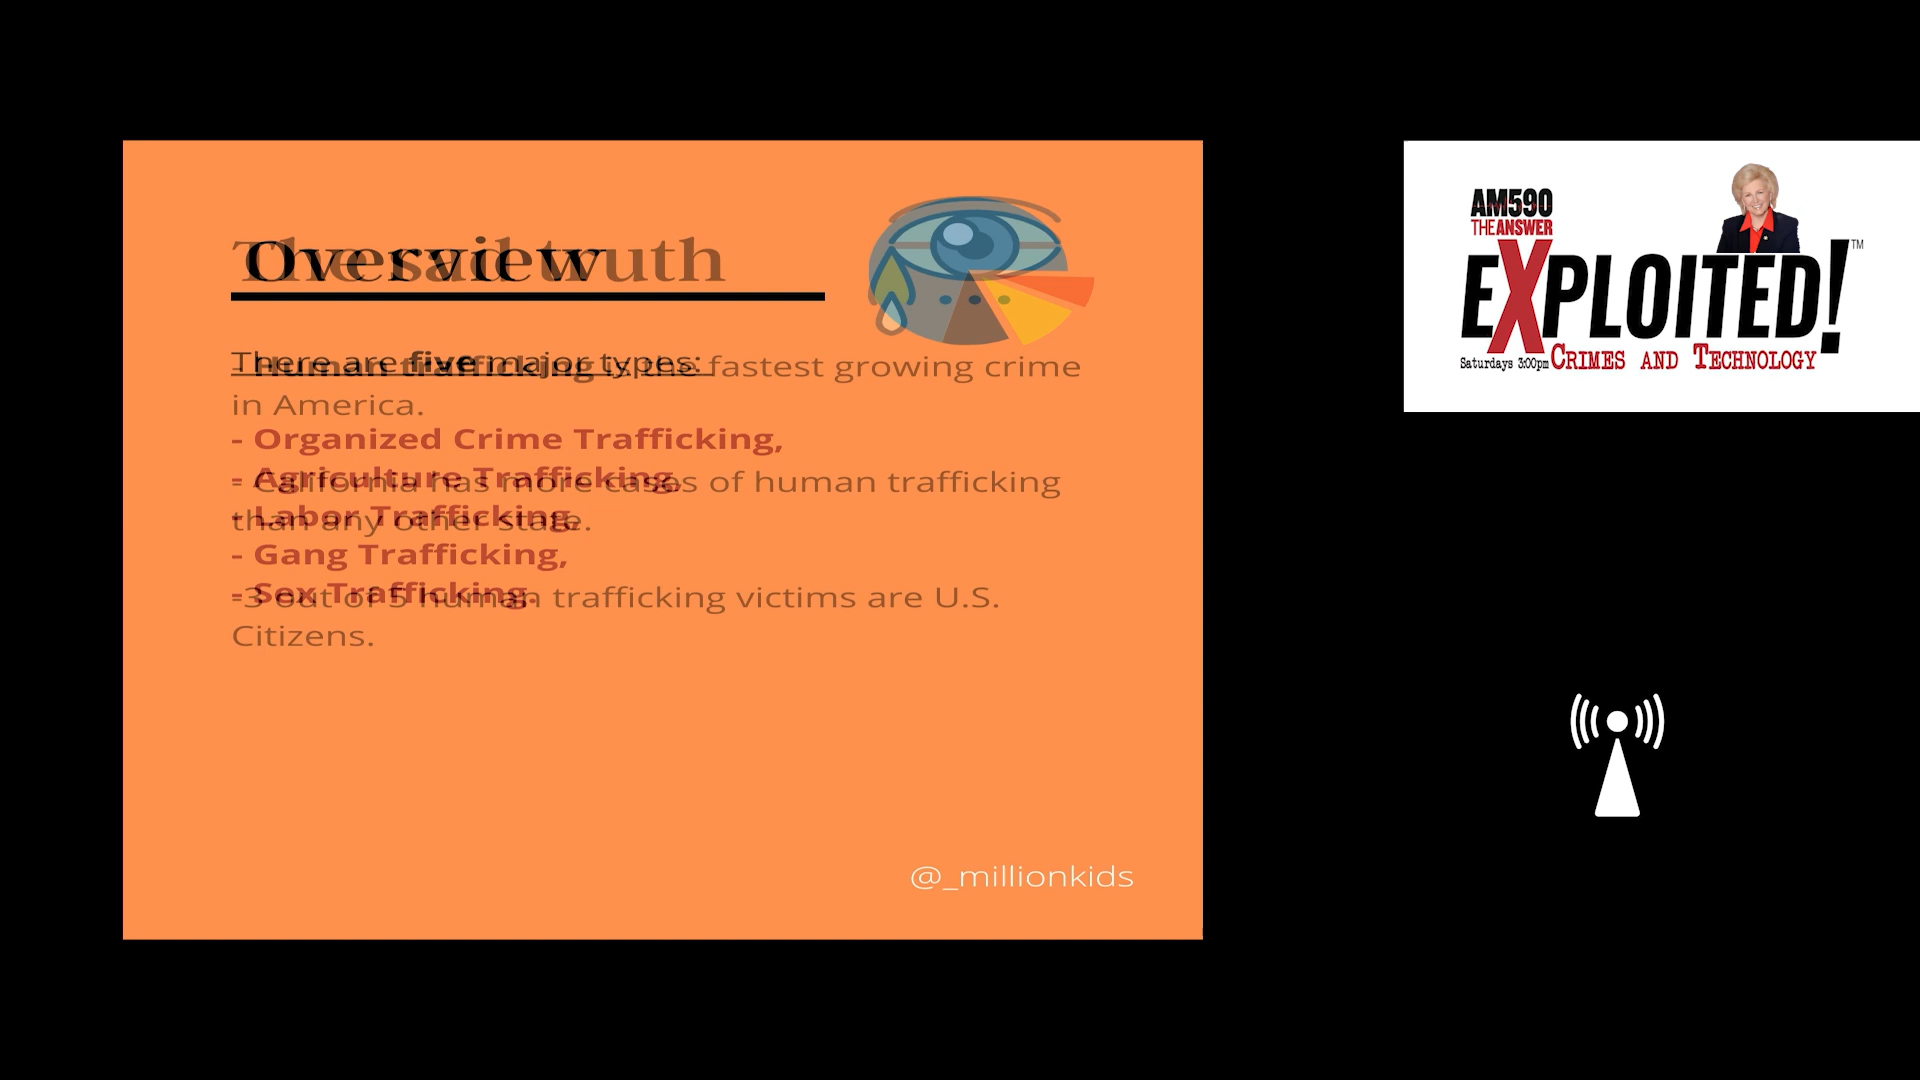 Overview
The sad truth
There are five major types:
- Human trafficking is the fastest growing crime
in America.
- Organized Crime Trafficking,
- Agriculture Trafficking,
- California has more cases of human trafficking
- Labor Trafficking,
than any other state.
- Gang Trafficking,
- Sex Trafficking.
-3 out of 5 human trafficking victims are U.S.
Citizens.
@_millionkids
AM590
THE ANSWER
EXPLOITED!™
Saturdays 3:00pm CRIMES AND TECHNOLOGY